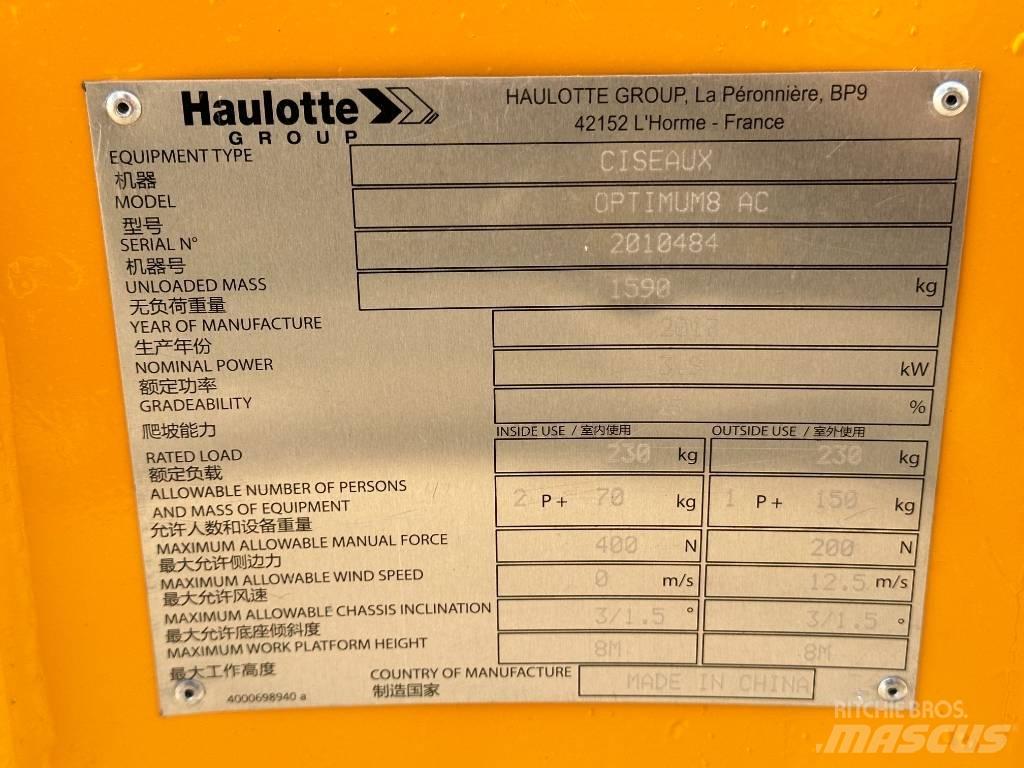 Haulotte
GROUP
HAULOTTE GROUP, La Péronnière, BP9
42152 L'Horme - France
EQUIPMENT TYPE CISEAUX
机器
MODEL OPTIMUM8 AC
型号
SERIAL N° 2010484
机器号
UNLOADED MASS 1590 kg
无负荷重量
YEAR OF MANUFACTURE
生产年份
NOMINAL POWER kW
额定功率
GRADEABILITY %
爬坡能力
INSIDE USE / 室内使用 OUTSIDE USE / 室外使用
RATED LOAD 230 kg 230 kg
额定负载
ALLOWABLE NUMBER OF PERSONS
AND MASS OF EQUIPMENT 2 P + 70 kg 1 P + 150 kg
允许人数和设备重量
MAXIMUM ALLOWABLE MANUAL FORCE 400 N 200 N
最大允许侧边力
MAXIMUM ALLOWABLE WIND SPEED 0 m/s 12.5 m/s
最大允许风速
MAXIMUM ALLOWABLE CHASSIS INCLINATION 3/1.5 ° 3/1.5 °
最大允许底座倾斜度
MAXIMUM WORK PLATFORM HEIGHT 8M 8M
最大工作高度
COUNTRY OF MANUFACTURE MADE IN CHINA
制造国家
4000698940 a
RITCHIE BROS.
MASCUS